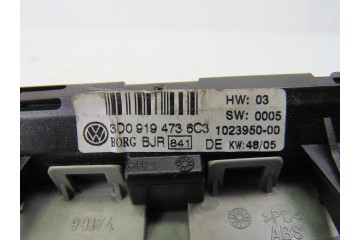 HW: 03
3D0 919 473 6C3 SW: 0005
BORG BJR 841 1023950-00
DE KW: 48/05
99174
>PC+
ABS